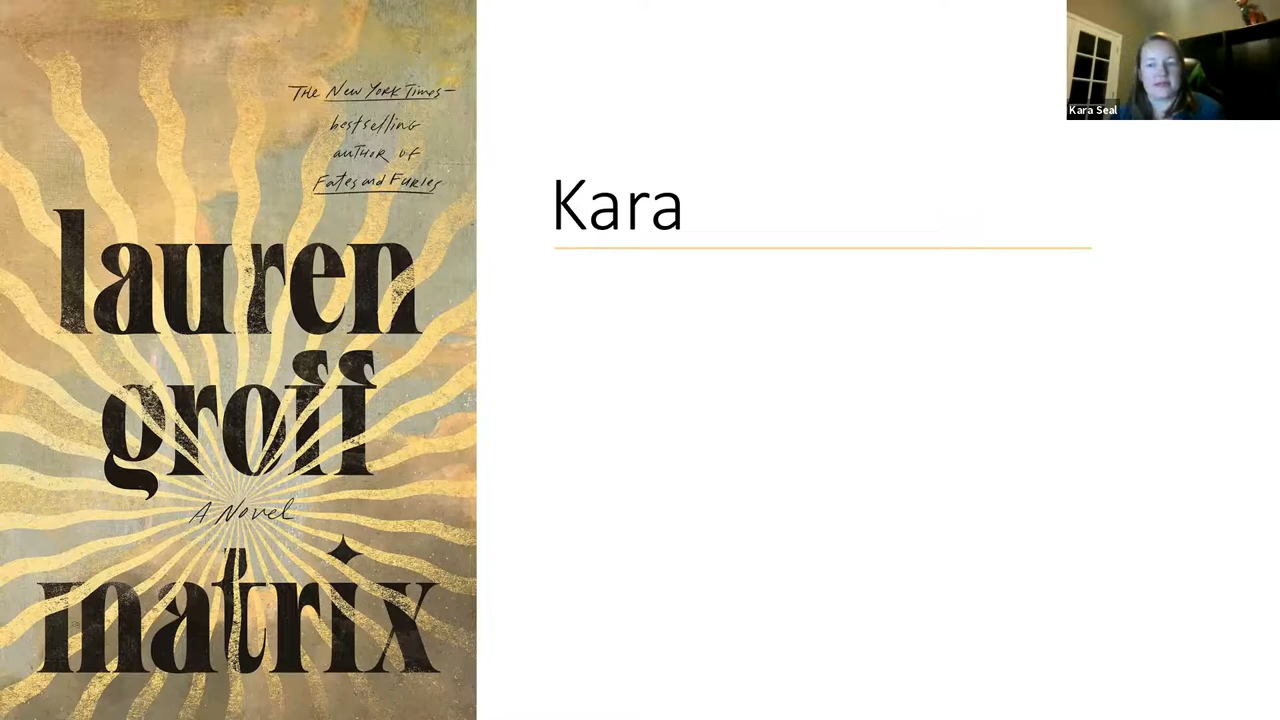 THE New York Times-
bestselling
author of
Fates and Furies
lauren
groff
A Novel
matrix
Kara
Kara Seal